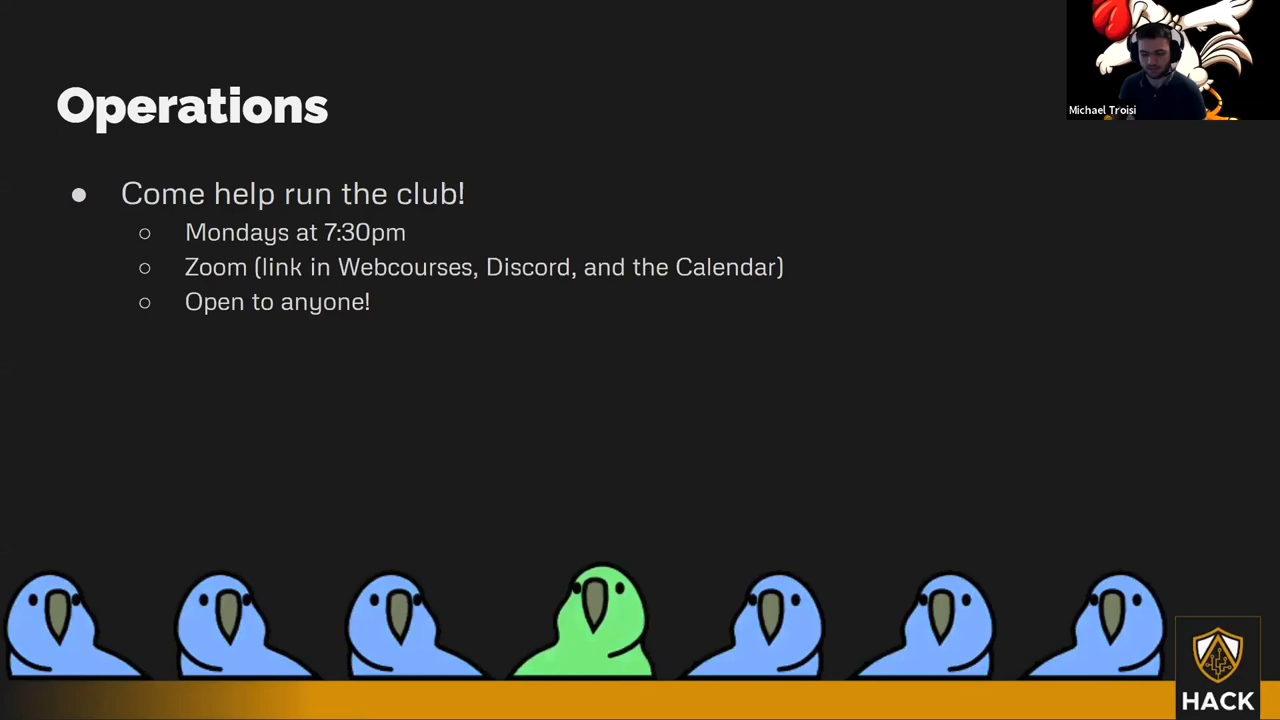 Operations
Michael Troisi
● Come help run the club!
○ Mondays at 7:30pm
○ Zoom (link in Webcourses, Discord, and the Calendar)
○ Open to anyone!
HACK